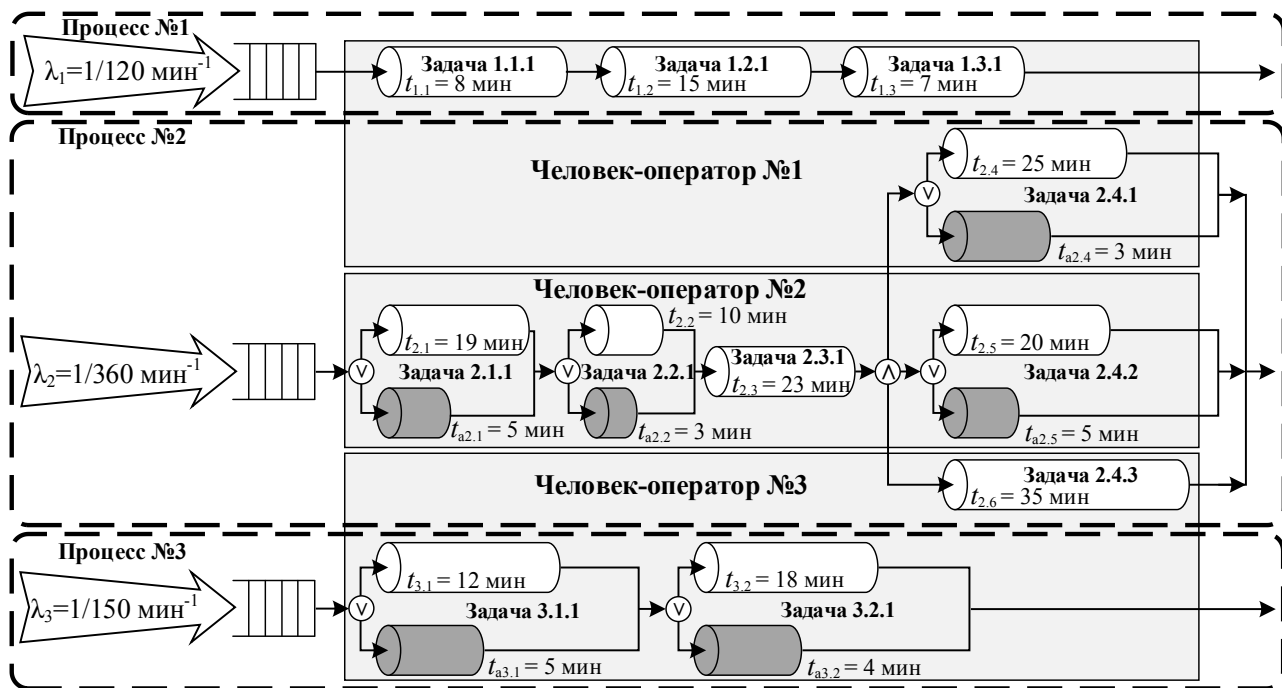 Процесс №1
λ₁=1/120 мин⁻¹
Задача 1.1.1
t₁.₁ = 8 мин
Задача 1.2.1
t₁.₂ = 15 мин
Задача 1.3.1
t₁.₃ = 7 мин
Процесс №2
Человек-оператор №1
t₂.₄ = 25 мин
V
Задача 2.4.1
tₐ₂.₄ = 3 мин
Человек-оператор №2
λ₂=1/360 мин⁻¹
t₂.₁ = 19 мин
V
Задача 2.1.1
tₐ₂.₁ = 5 мин
t₂.₂ = 10 мин
V
Задача 2.2.1
tₐ₂.₂ = 3 мин
Задача 2.3.1
t₂.₃ = 23 мин
Λ
t₂.₅ = 20 мин
V
Задача 2.4.2
tₐ₂.₅ = 5 мин
Человек-оператор №3
Задача 2.4.3
t₂.₆ = 35 мин
Процесс №3
λ₃=1/150 мин⁻¹
t₃.₁ = 12 мин
V
Задача 3.1.1
tₐ₃.₁ = 5 мин
t₃.₂ = 18 мин
V
Задача 3.2.1
tₐ₃.₂ = 4 мин